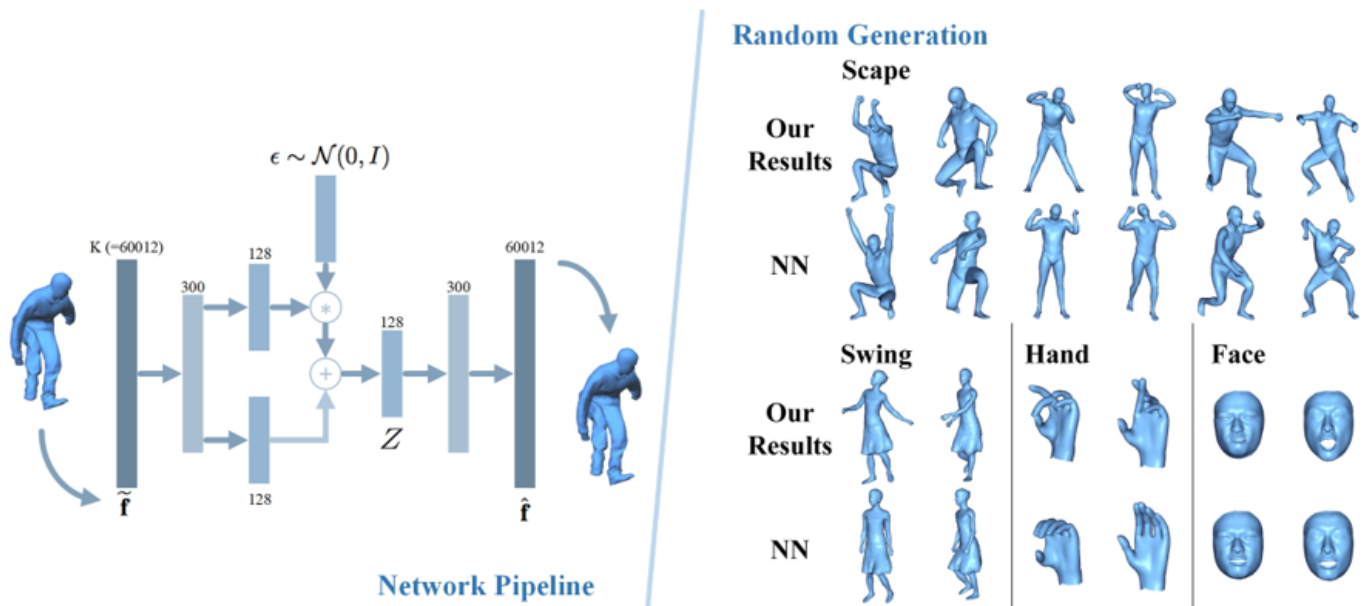 ϵ ∼ N(0, I)
K (=60012)
300
128
128
*
+
128
Z
300
60012
f̃
f̂
Network Pipeline
Random Generation
Scape
Our
Results
NN
Swing
Hand
Face
Our
Results
NN